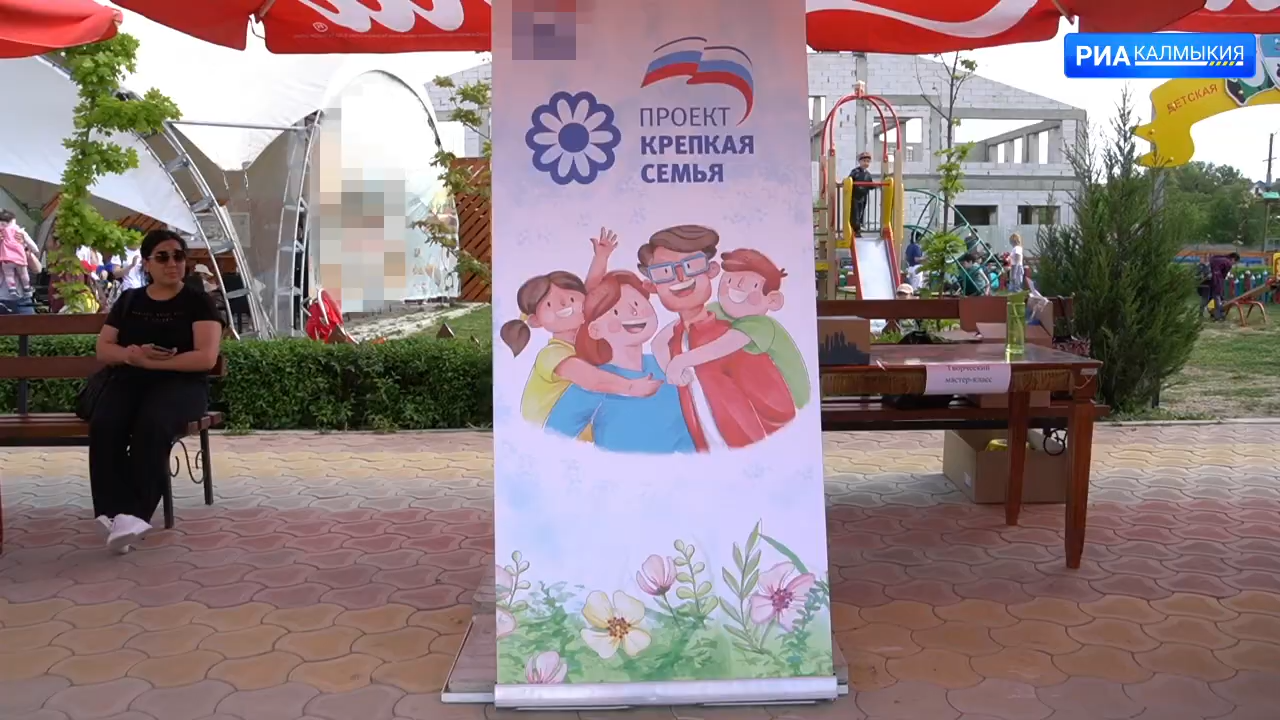 РИА КАЛМЫКИЯ
ДЕТСКАЯ
ПРОЕКТ
КРЕПКАЯ
СЕМЬЯ
Творческий
мастер-класс